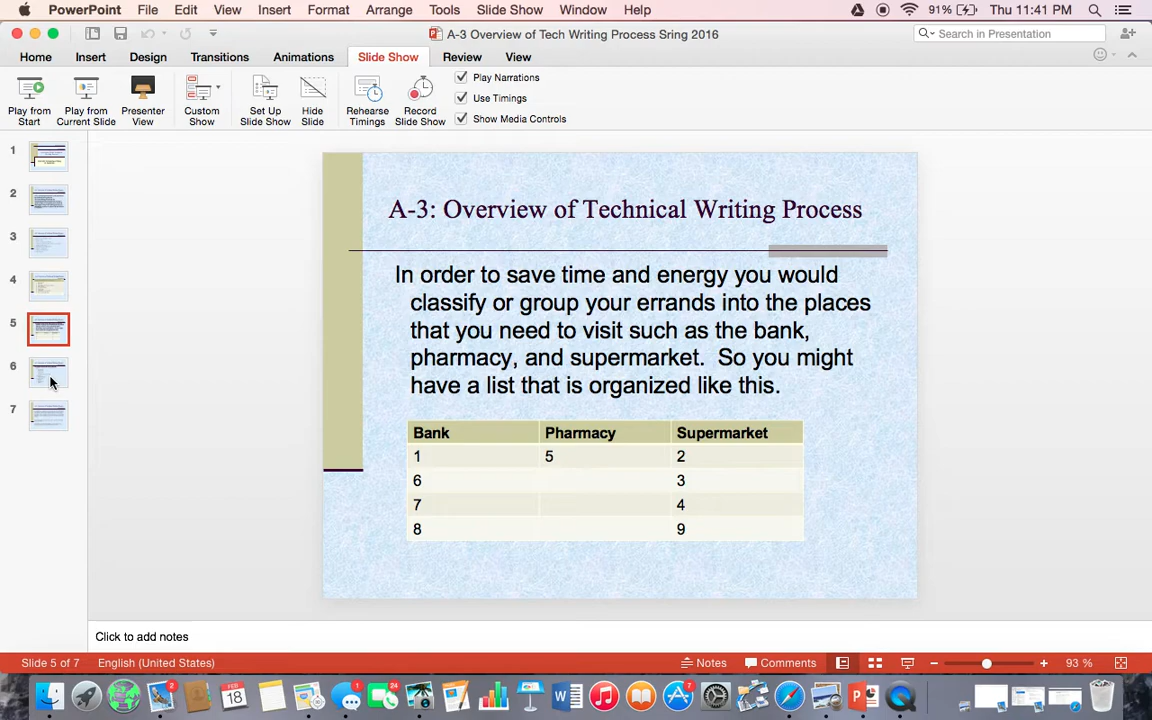 PowerPoint File Edit View Insert Format Arrange Tools Slide Show Window Help 91% Thu 11:41 PM
A-3 Overview of Tech Writing Process Sring 2016
Search in Presentation
Home Insert Design Transitions Animations Slide Show Review View
Play from Start
Play from Current Slide
Presenter View
Custom Show
Set Up Slide Show
Hide Slide
Rehearse Timings
Record Slide Show
Play Narrations
Use Timings
Show Media Controls
1
2
3
4
5
6
7
A-3: Overview of Technical Writing Process
In order to save time and energy you would
classify or group your errands into the places
that you need to visit such as the bank,
pharmacy, and supermarket. So you might
have a list that is organized like this.
Bank Pharmacy Supermarket
1 5 2
6 3
7 4
8 9
Click to add notes
Slide 5 of 7 English (United States) Notes Comments 93 %
2 FEB 18 1 24 7